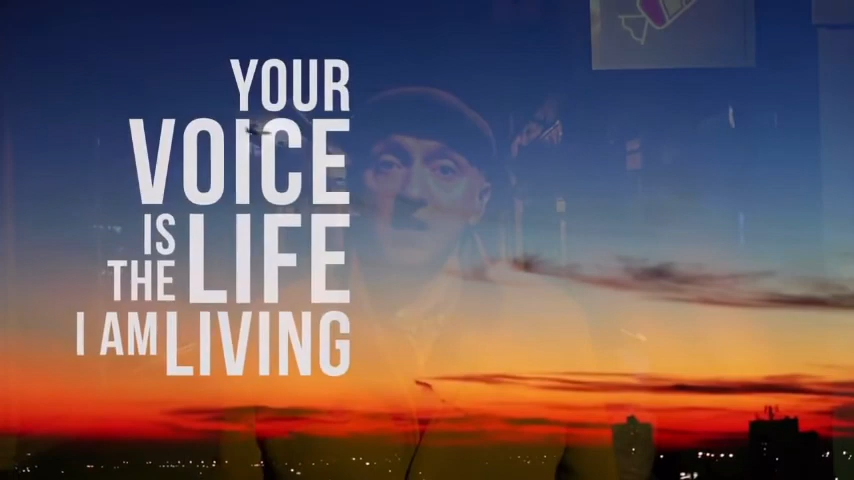 YOUR
VOICE
IS
THE LIFE
I AM LIVING